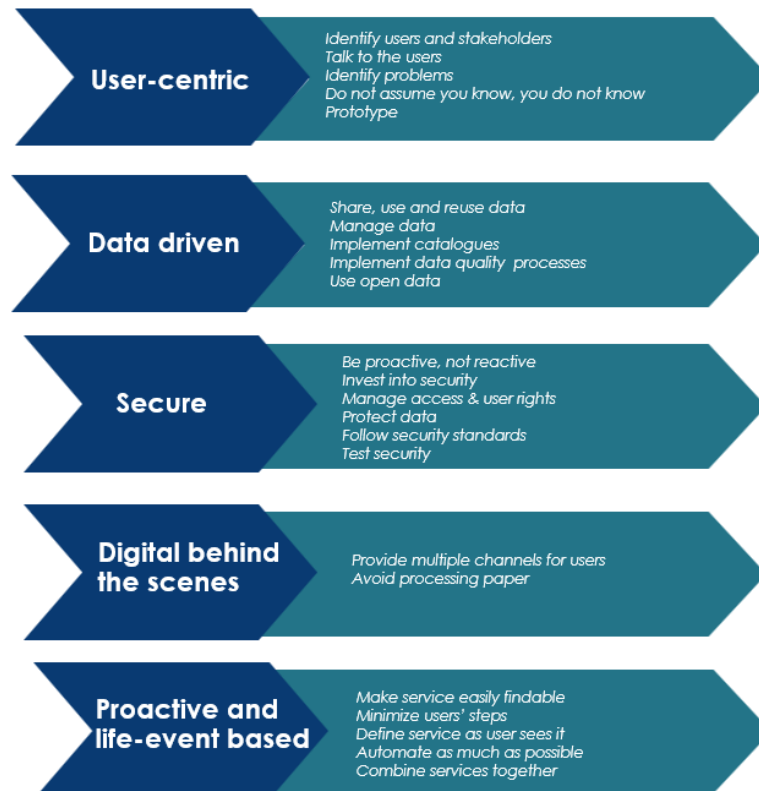 User-centric
Identify users and stakeholders
Talk to the users
Identify problems
Do not assume you know, you do not know
Prototype
Data driven
Share, use and reuse data
Manage data
Implement catalogues
Implement data quality processes
Use open data
Secure
Be proactive, not reactive
Invest into security
Manage access & user rights
Protect data
Follow security standards
Test security
Digital behind
the scenes
Provide multiple channels for users
Avoid processing paper
Proactive and
life-event based
Make service easily findable
Minimize users' steps
Define service as user sees it
Automate as much as possible
Combine services together